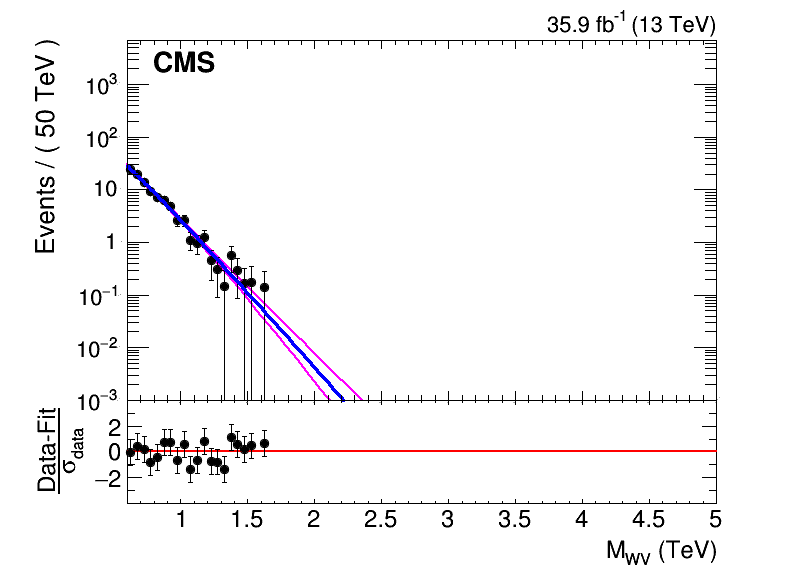 35.9 fb⁻¹ (13 TeV)
CMS
Events / ( 50 TeV )
10³
10²
10
1
10⁻¹
10⁻²
10⁻³
Data-Fit
σdata
2
0
−2
1 1.5 2 2.5 3 3.5 4 4.5 5
M_WV (TeV)